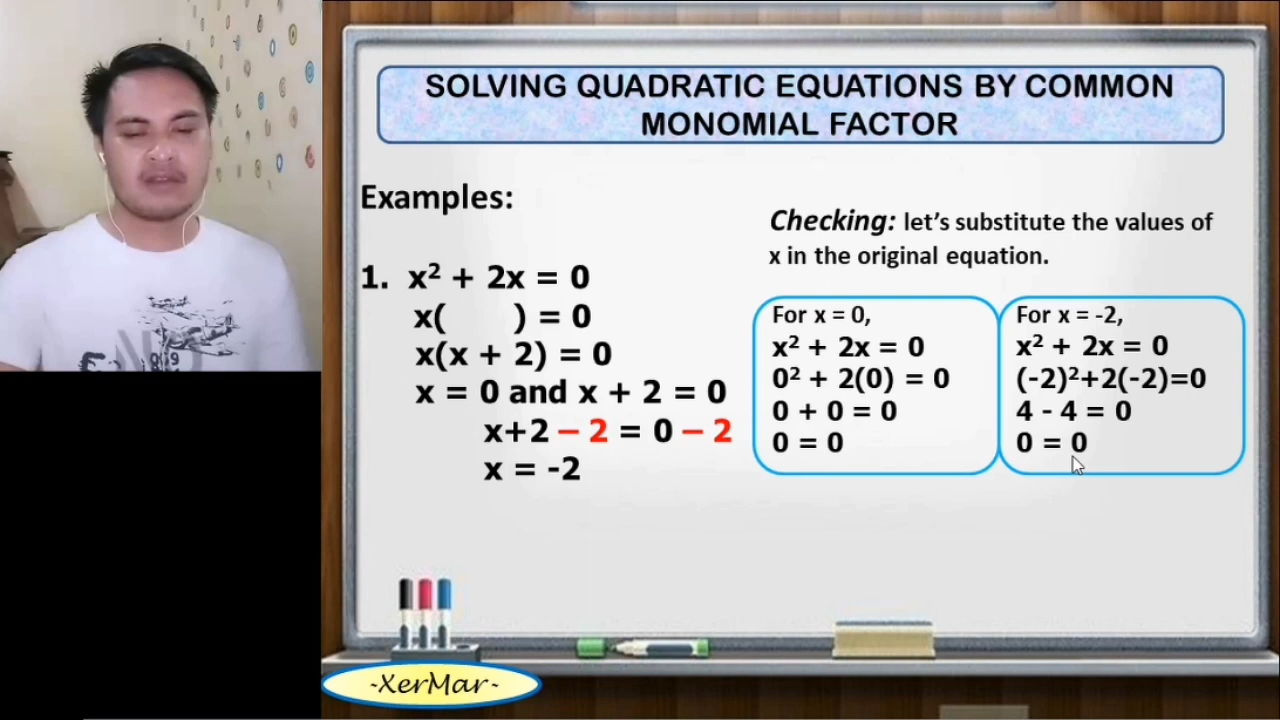 SOLVING QUADRATIC EQUATIONS BY COMMON
MONOMIAL FACTOR
Examples:
1. x² + 2x = 0
x( ) = 0
x(x + 2) = 0
x = 0 and x + 2 = 0
x+2 – 2 = 0 – 2
x = -2
Checking: let’s substitute the values of
x in the original equation.
For x = 0,
x² + 2x = 0
0² + 2(0) = 0
0 + 0 = 0
0 = 0
For x = -2,
x² + 2x = 0
(-2)²+2(-2)=0
4 - 4 = 0
0 = 0
-XerMar-